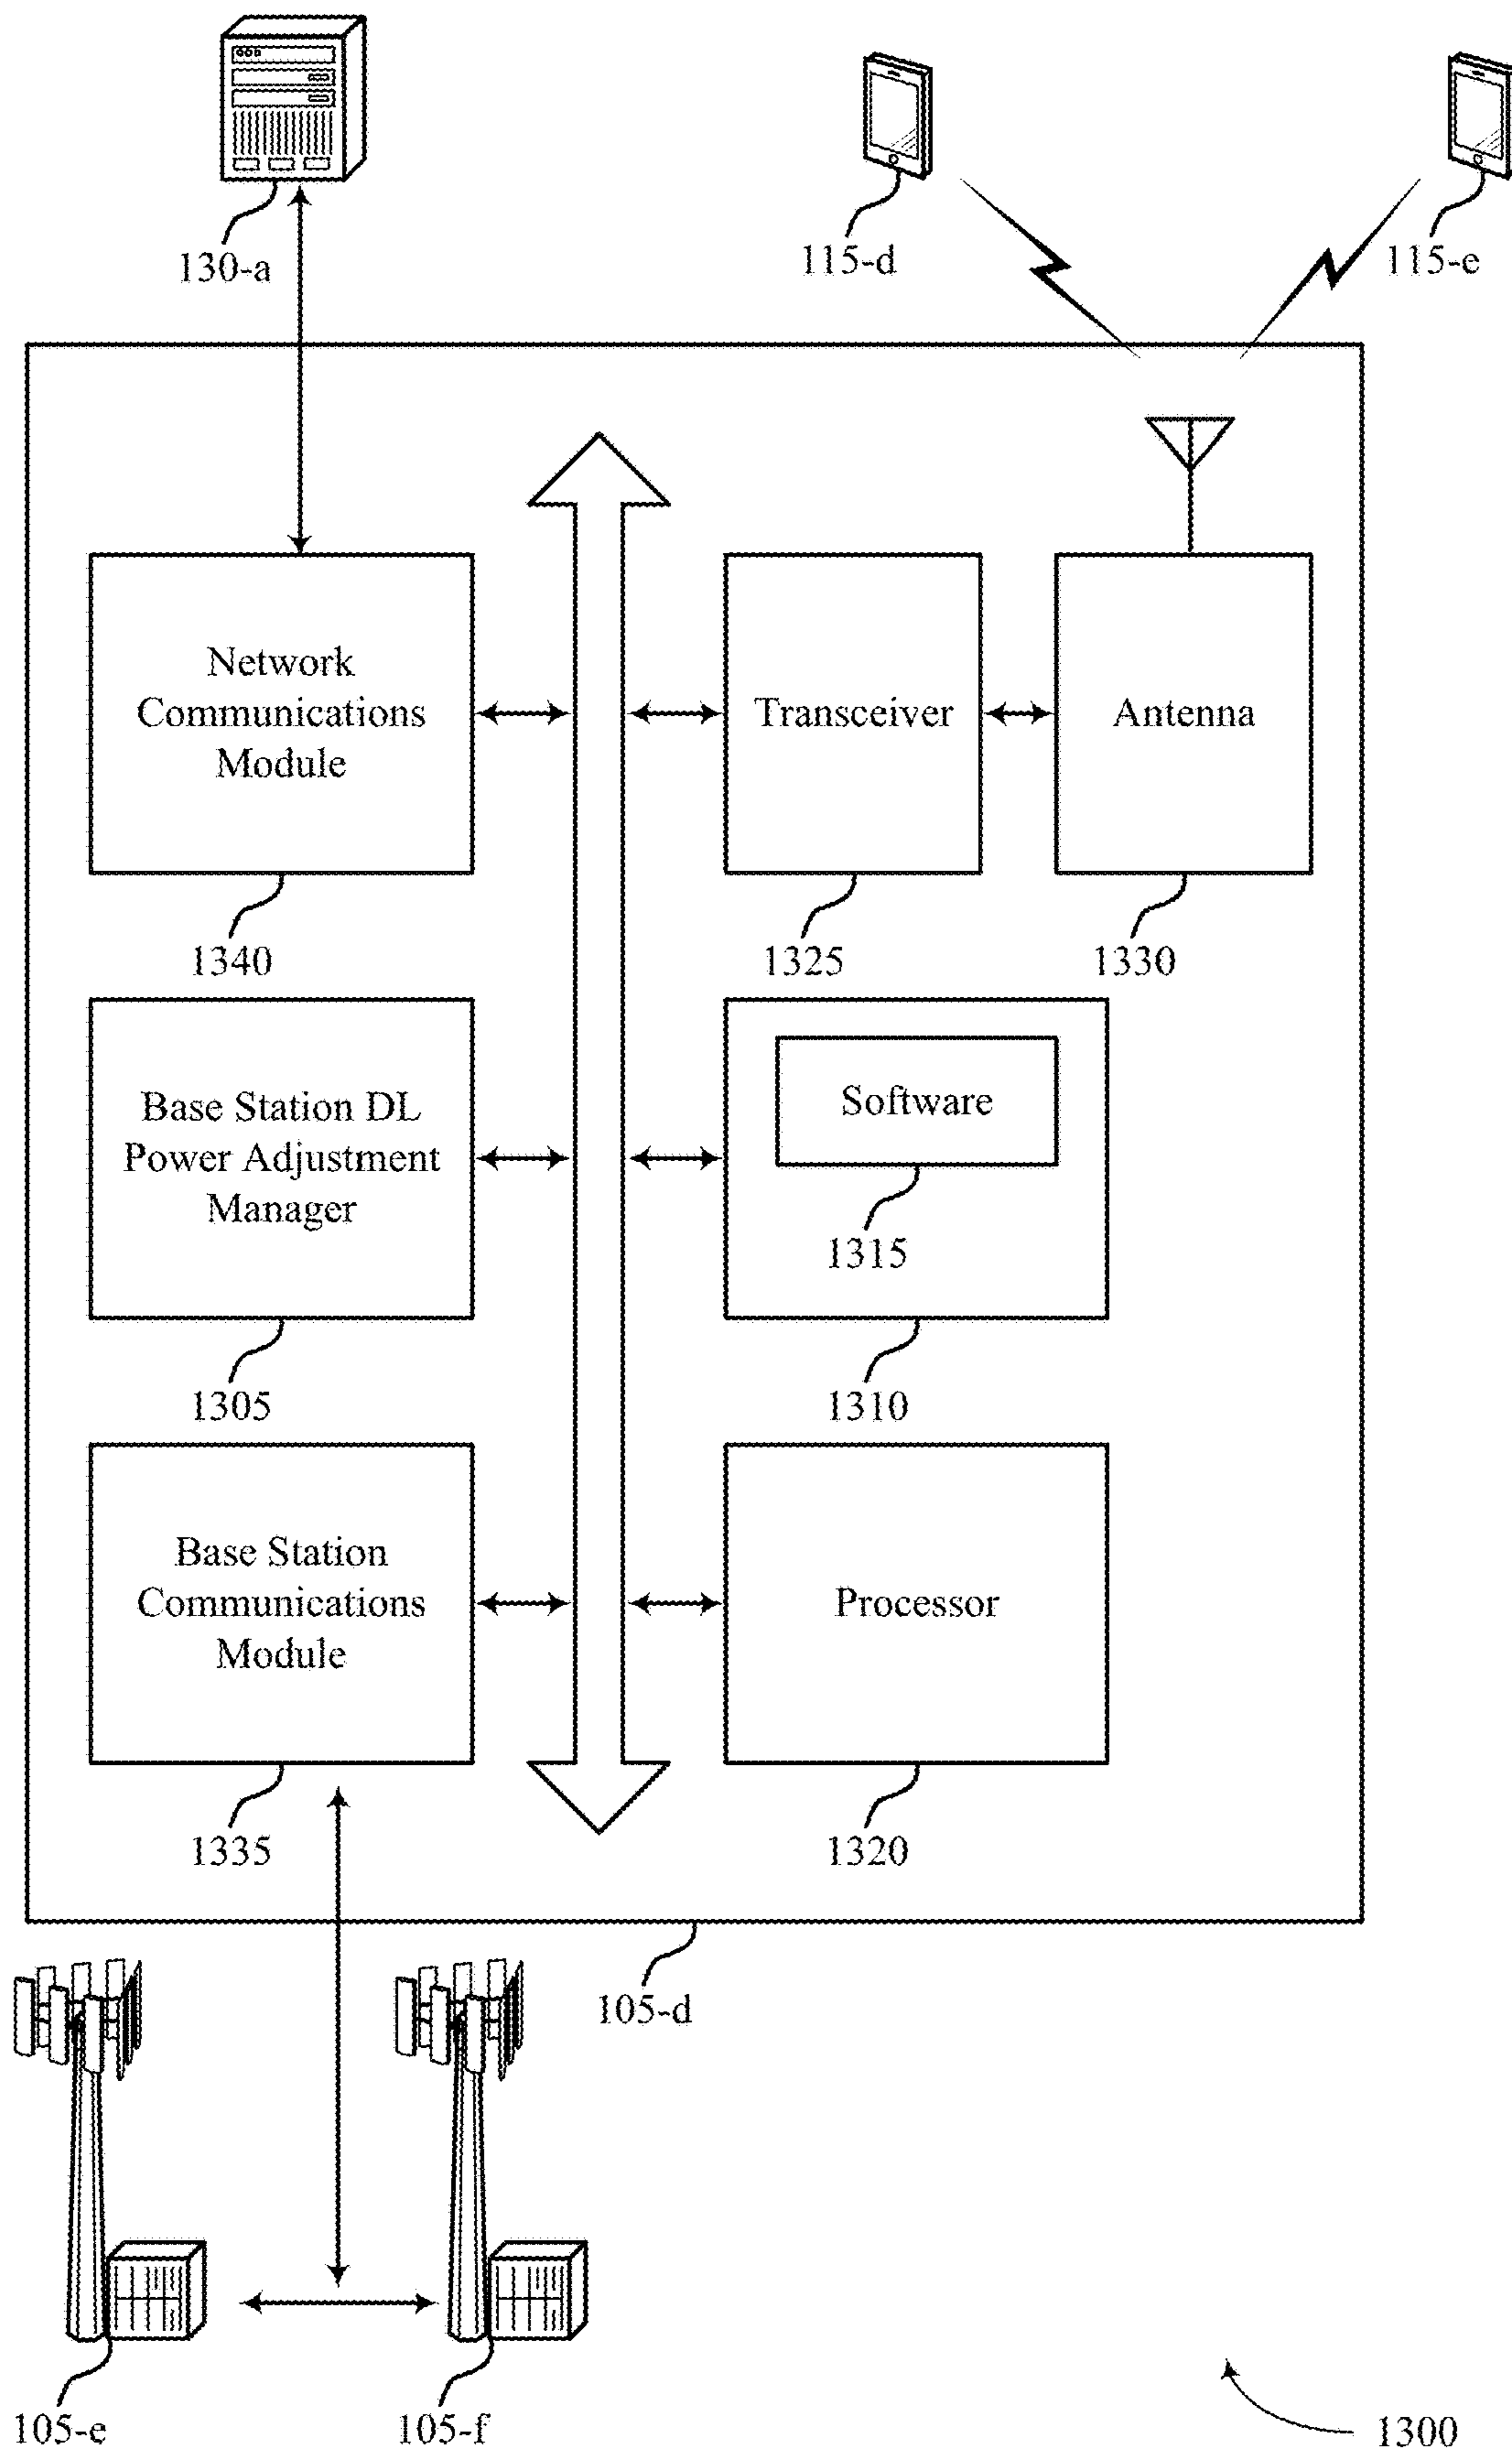 130-a
115-d
115-e
Network
Communications
Module
Transceiver
Antenna
1340
1325
1330
Base Station DL
Power Adjustment
Manager
Software
1315
1305
1310
Base Station
Communications
Module
Processor
1335
1320
105-d
105-e
105-f
1300